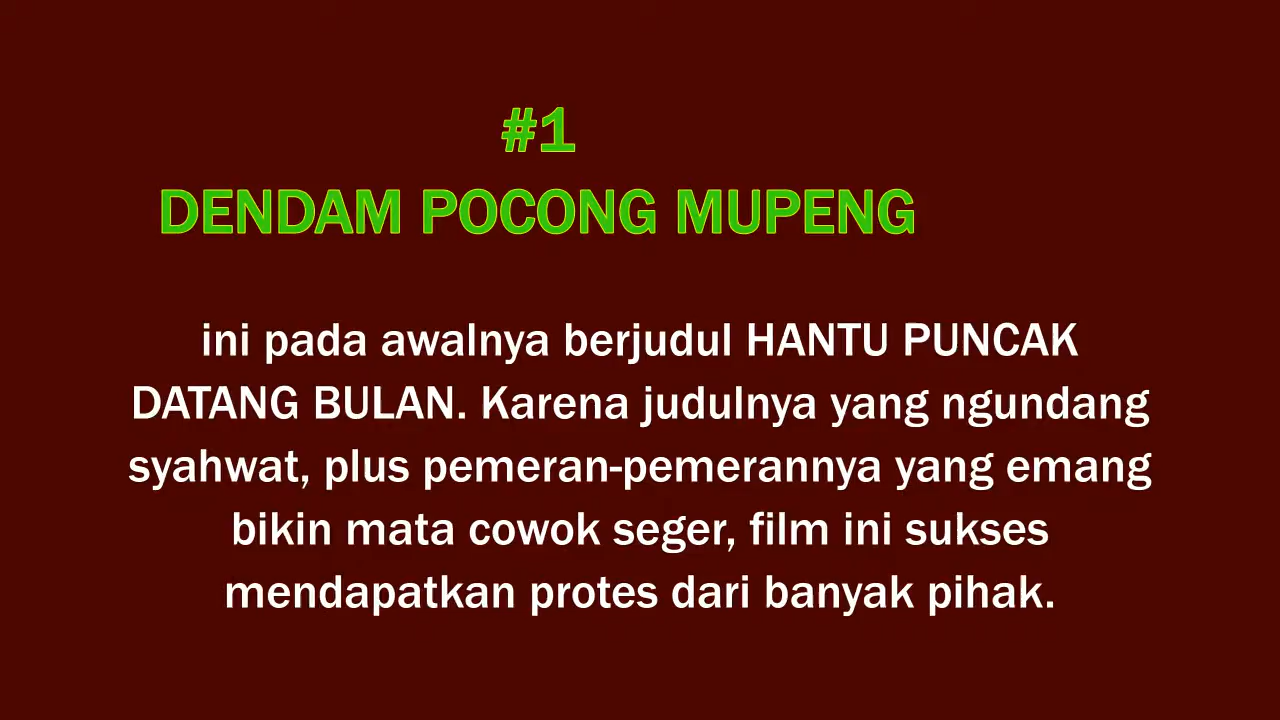 #1
DENDAM POCONG MUPENG
ini pada awalnya berjudul HANTU PUNCAK
DATANG BULAN. Karena judulnya yang ngundang
syahwat, plus pemeran-pemerannya yang emang
bikin mata cowok seger, film ini sukses
mendapatkan protes dari banyak pihak.